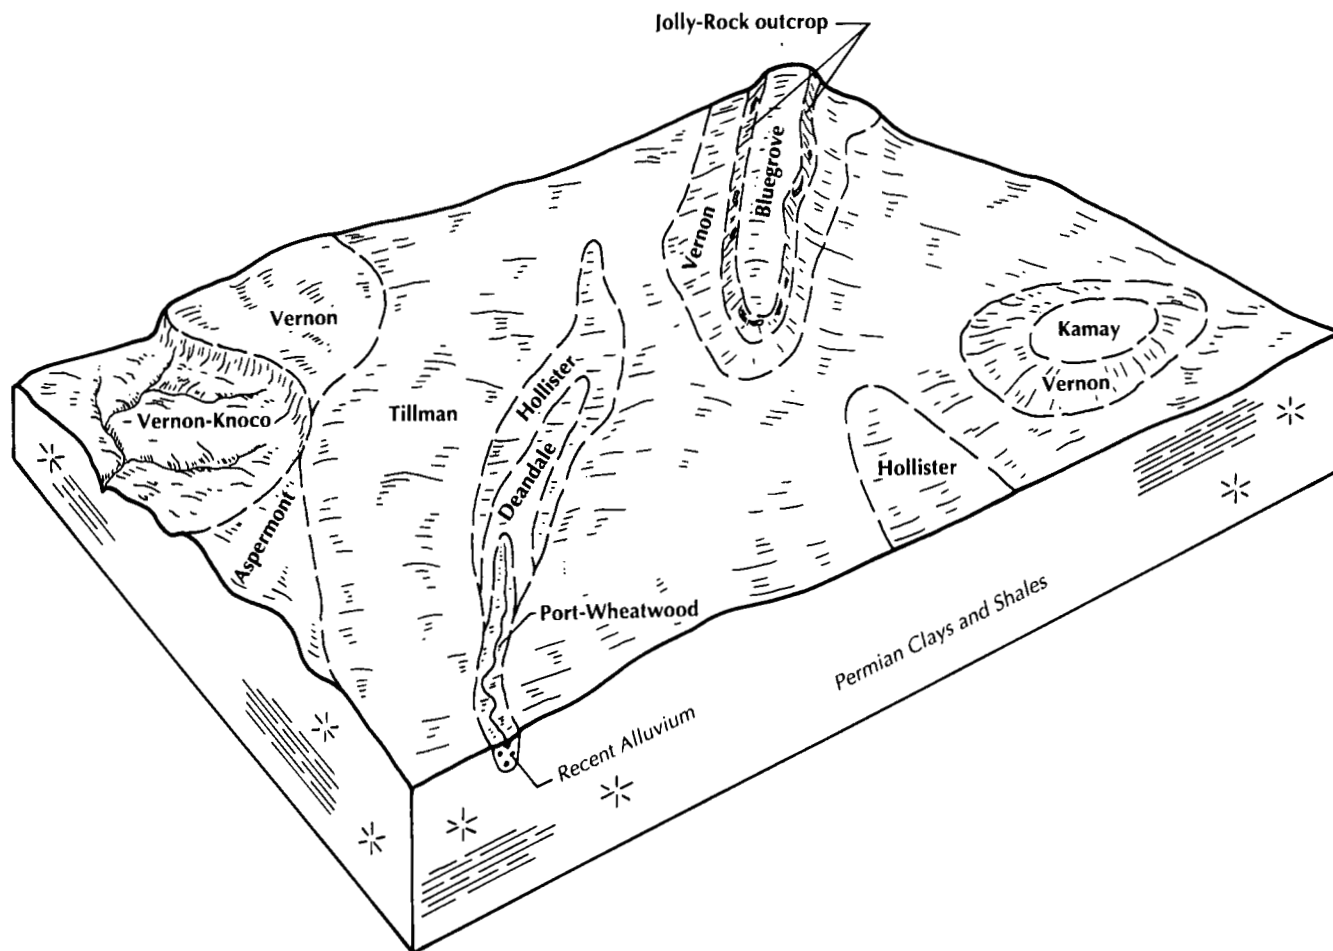 Jolly-Rock outcrop
Bluegrove
Vernon
Vernon
Kamay
Vernon
Hollister
Tillman
Vernon-Knoco
Deandale
Hollister
Aspermont
Port-Wheatwood
Permian Clays and Shales
Recent Alluvium